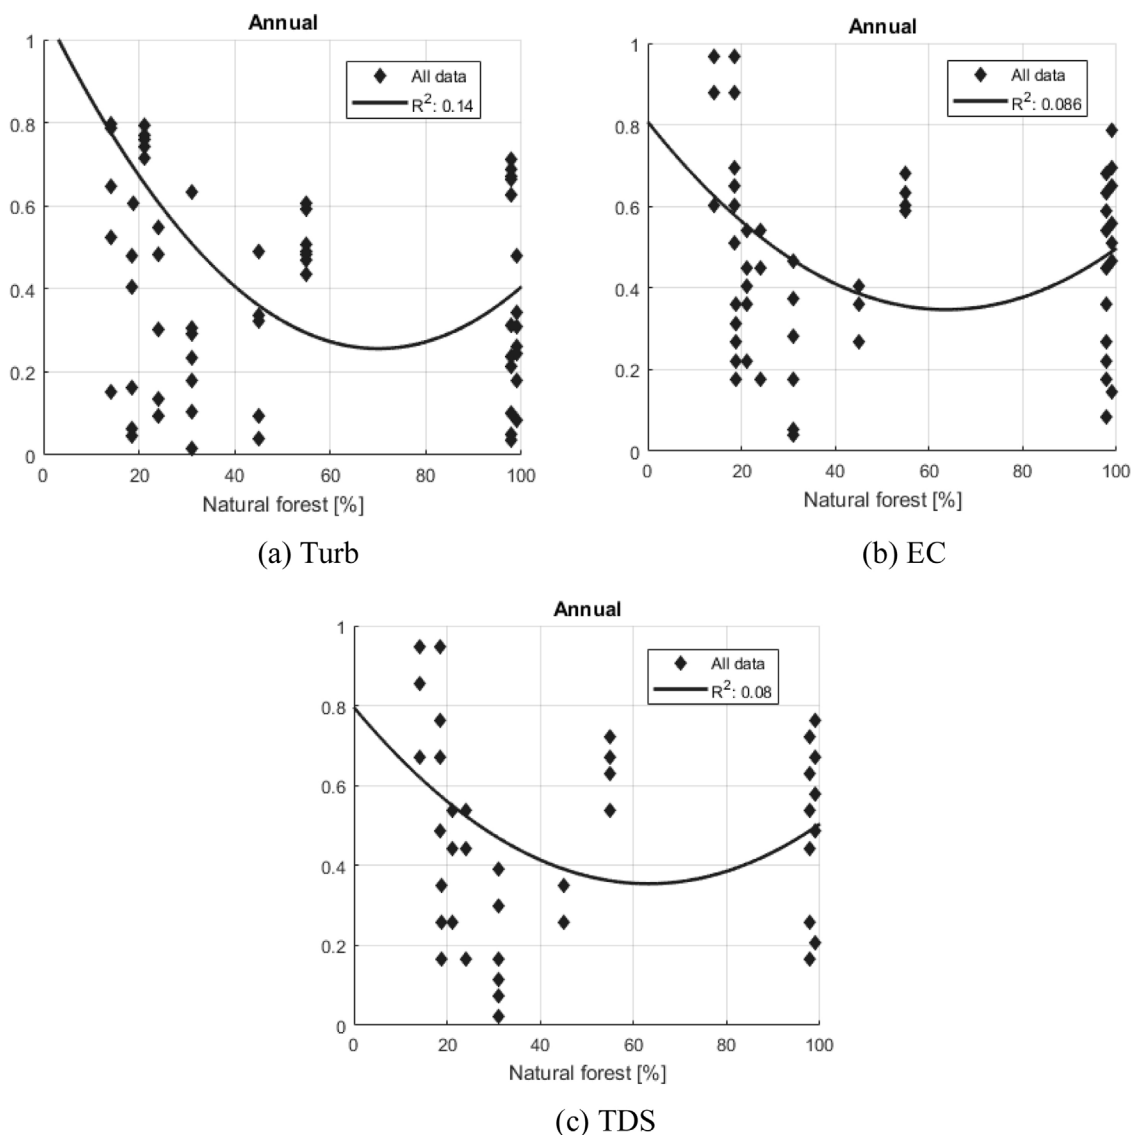 Annual
1
0.8
0.6
0.4
0.2
0
All data
R²: 0.14
0 20 40 60 80 100
Natural forest [%]
(a) Turb
Annual
1
0.8
0.6
0.4
0.2
0
All data
R²: 0.086
0 20 40 60 80 100
Natural forest [%]
(b) EC
Annual
1
0.8
0.6
0.4
0.2
0
All data
R²: 0.08
0 20 40 60 80 100
Natural forest [%]
(c) TDS